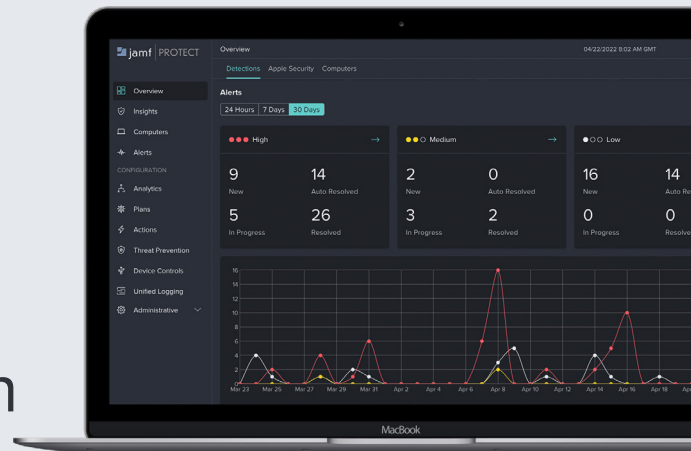 jamf PROTECT
Overview
04/22/2022 8:02 AM GMT
Detections Apple Security Computers
Overview
Insights
Computers
Alerts
CONFIGURATION
Analytics
Plans
Actions
Threat Prevention
Device Controls
Unified Logging
Administrative
Alerts
24 Hours 7 Days 30 Days
High
9 14
New Auto Resolved
5 26
In Progress Resolved
Medium
2 0
New Auto Resolved
3 2
In Progress Resolved
Low
16 14
New Auto Re
0 0
In Progress Resolve
16
14
12
10
8
6
4
2
0
Mar 23 Mar 25 Mar 27 Mar 29 Mar 31 Apr 2 Apr 4 Apr 6 Apr 8 Apr 10 Apr 12 Apr 14 Apr 16 Apr 18 Ap
n
MacBook